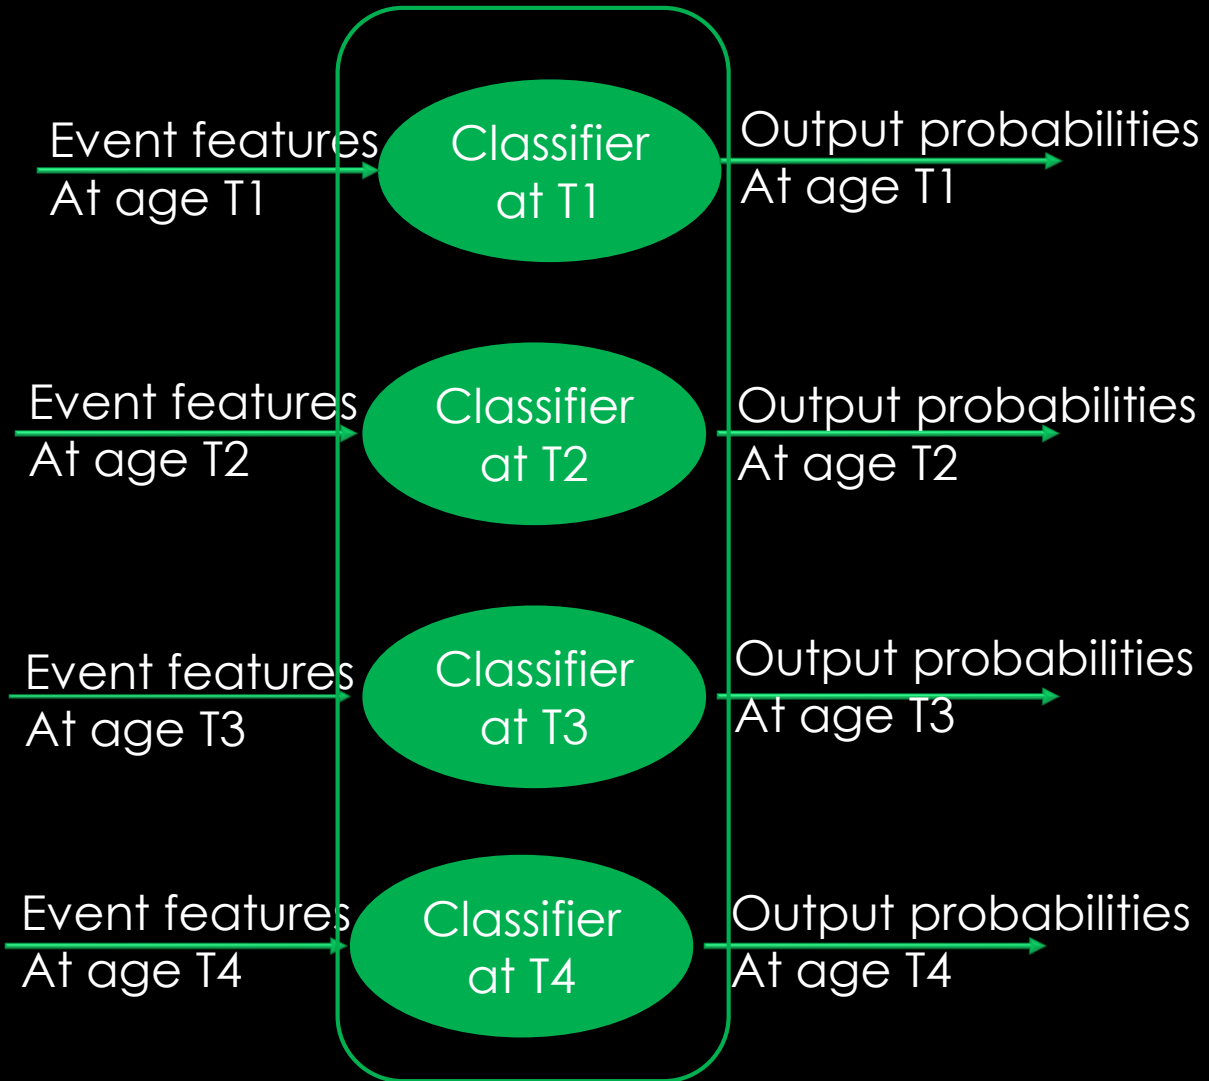 Event features
At age T1
Classifier
at T1
Output probabilities
At age T1
Event features
At age T2
Classifier
at T2
Output probabilities
At age T2
Event features
At age T3
Classifier
at T3
Output probabilities
At age T3
Event features
At age T4
Classifier
at T4
Output probabilities
At age T4